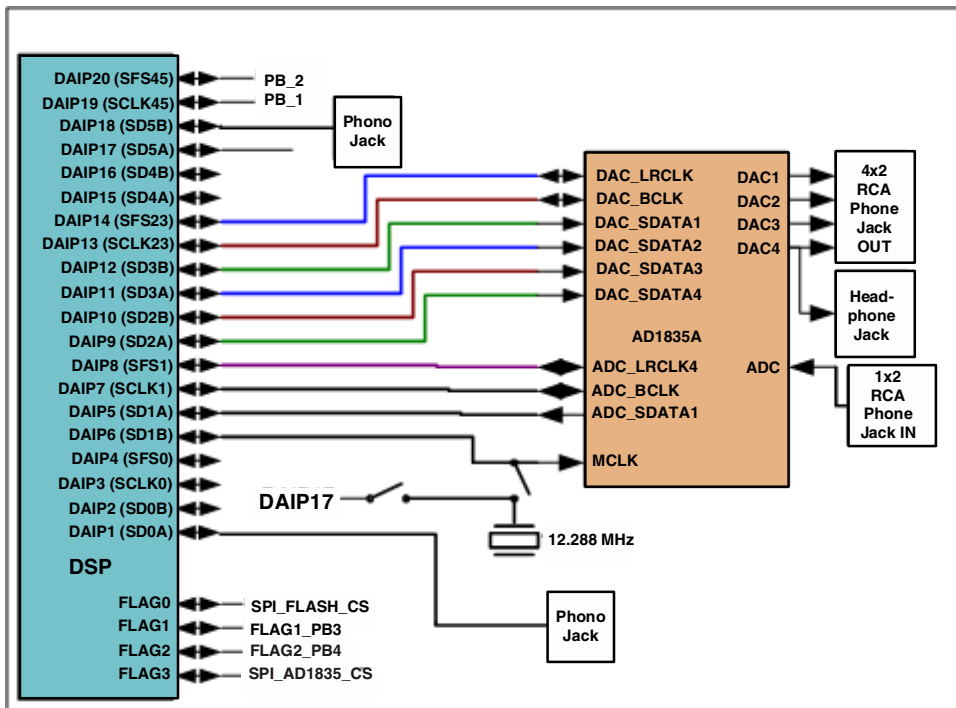 DAIP20 (SFS45)
DAIP19 (SCLK45)
DAIP18 (SD5B)
DAIP17 (SD5A)
DAIP16 (SD4B)
DAIP15 (SD4A)
DAIP14 (SFS23)
DAIP13 (SCLK23)
DAIP12 (SD3B)
DAIP11 (SD3A)
DAIP10 (SD2B)
DAIP9 (SD2A)
DAIP8 (SFS1)
DAIP7 (SCLK1)
DAIP5 (SD1A)
DAIP6 (SD1B)
DAIP4 (SFS0)
DAIP3 (SCLK0)
DAIP2 (SD0B)
DAIP1 (SD0A)
DSP
FLAG0
FLAG1
FLAG2
FLAG3
PB_2
PB_1
Phono
Jack
DAIP17
12.288 MHz
SPI_FLASH_CS
FLAG1_PB3
FLAG2_PB4
SPI_AD1835_CS
Phono
Jack
DAC_LRCLK
DAC_BCLK
DAC_SDATA1
DAC_SDATA2
DAC_SDATA3
DAC_SDATA4
AD1835A
ADC_LRCLK4
ADC_BCLK
ADC_SDATA1
MCLK
DAC1
DAC2
DAC3
DAC4
ADC
4x2
RCA
Phone
Jack
OUT
Head-
phone
Jack
1x2
RCA
Phone
Jack IN